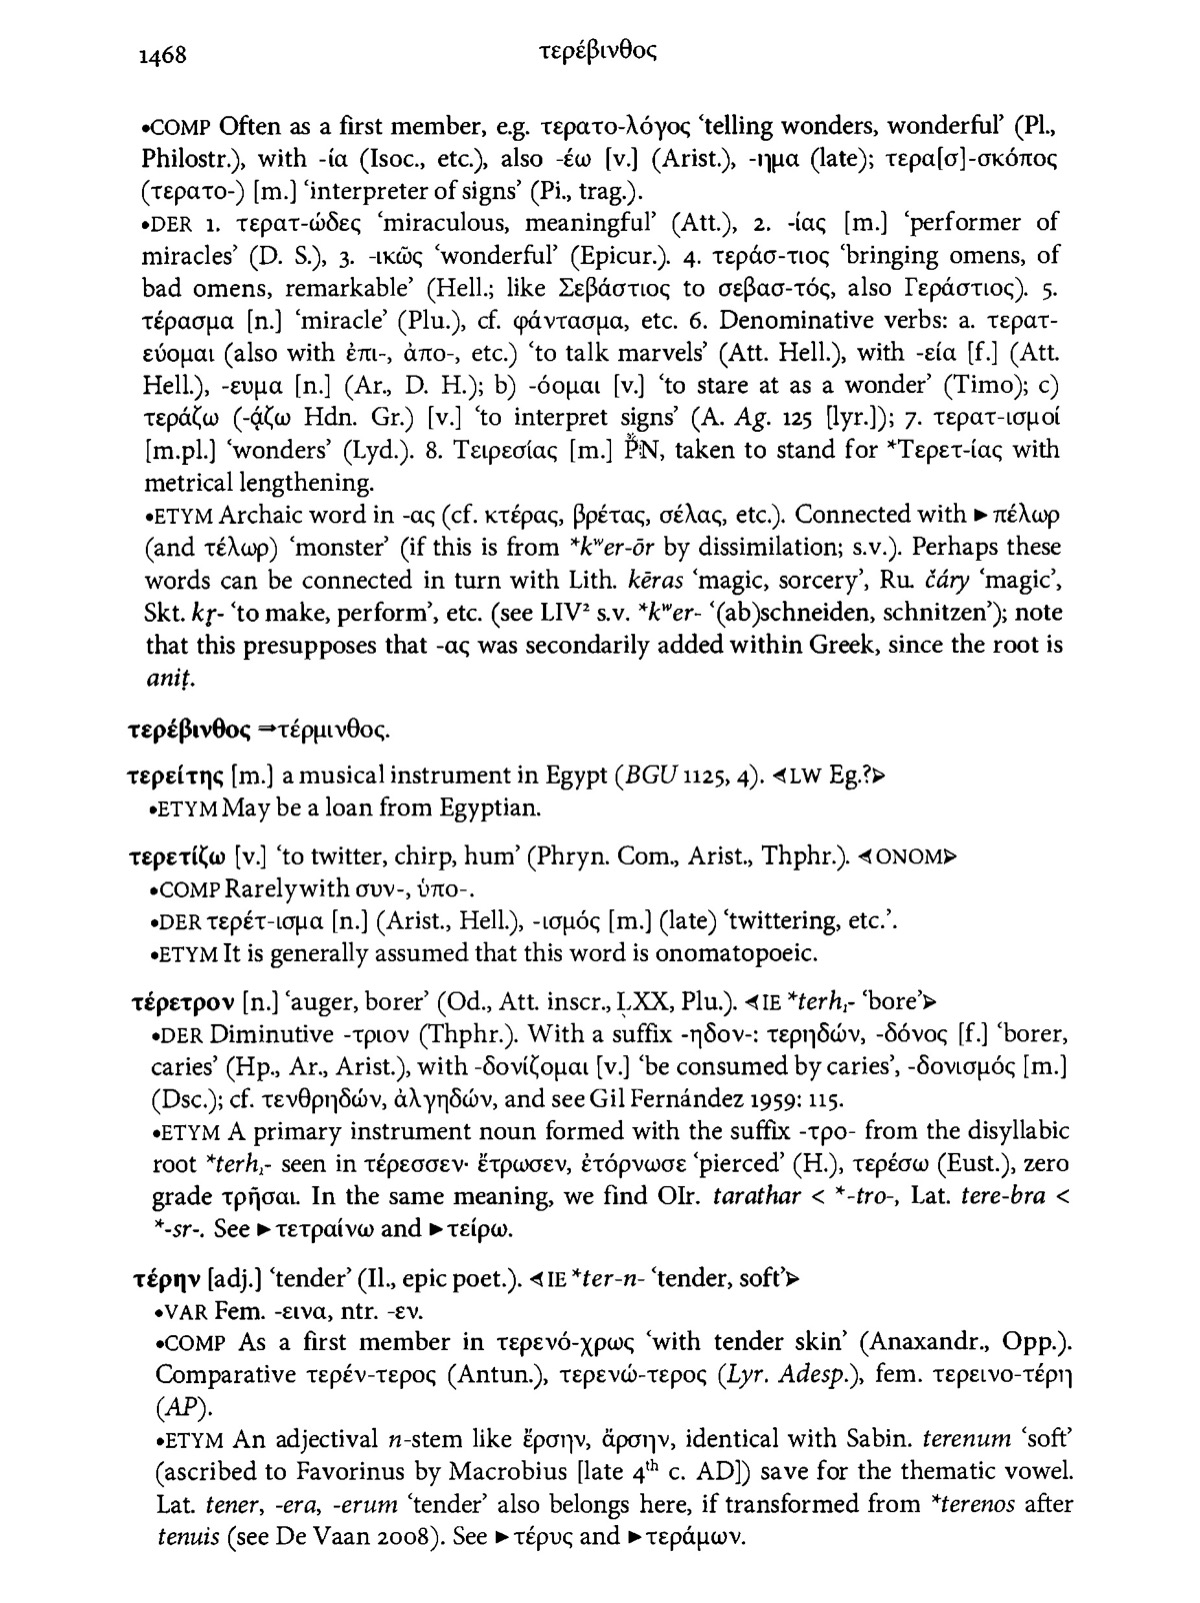 1468
τερέβινθος
•COMP Often as a first member, e.g. τερατο-λόγος ‘telling wonders, wonderful’ (Pl.,
Philostr.), with -ία (Isoc., etc.), also -έω [v.] (Arist.), -ημα (late); τερα[σ]-σκόπος
(τερατο-) [m.] ‘interpreter of signs’ (Pi., trag.).
•DER 1. τερατ-ώδες ‘miraculous, meaningful’ (Att.), 2. -ίας [m.] ‘performer of
miracles’ (D. S.), 3. -ικῶς ‘wonderful’ (Epicur.). 4. τεράσ-τιος ‘bringing omens, of
bad omens, remarkable’ (Hell.; like Σεβάστιος to σεβασ-τός, also Γεράστιος). 5.
τέρασμα [n.] ‘miracle’ (Plu.), cf. φάντασμα, etc. 6. Denominative verbs: a. τερατ-
εύομαι (also with ἐπι-, ἀπο-, etc.) ‘to talk marvels’ (Att. Hell.), with -εία [f.] (Att.
Hell.), -ευμα [n.] (Ar., D. H.); b) -όομαι [v.] ‘to stare at as a wonder’ (Timo); c)
τεράζω (-ᾴζω Hdn. Gr.) [v.] ‘to interpret signs’ (A. Ag. 125 [lyr.]); 7. τερατ-ισμοί
[m.pl.] ‘wonders’ (Lyd.). 8. Τειρεσίας [m.] PN, taken to stand for *Τερετ-ίας with
metrical lengthening.
•ETYM Archaic word in -ας (cf. κτέρας, βρέτας, σέλας, etc.). Connected with ►πέλωρ
(and τέλωρ) ‘monster’ (if this is from *kʷer-ōr by dissimilation; s.v.). Perhaps these
words can be connected in turn with Lith. kēras ‘magic, sorcery’, Ru. čáry ‘magic’,
Skt. kṛ- ‘to make, perform’, etc. (see LIV² s.v. *kʷer- ‘(ab)schneiden, schnitzen’); note
that this presupposes that -ας was secondarily added within Greek, since the root is
aniṭ.
τερέβινθος ⇒τέρμινθος.
τερείτης [m.] a musical instrument in Egypt (BGU 1125, 4). ⊲LW Eg.?⊳
•ETYM May be a loan from Egyptian.
τερετίζω [v.] ‘to twitter, chirp, hum’ (Phryn. Com., Arist., Thphr.). ⊲ONOM⊳
•COMP Rarely with συν-, ὑπο-.
•DER τερέτ-ισμα [n.] (Arist., Hell.), -ισμός [m.] (late) ‘twittering, etc.’.
•ETYM It is generally assumed that this word is onomatopoeic.
τέρετρον [n.] ‘auger, borer’ (Od., Att. inscr., LXX, Plu.). ⊲IE *terh₁- ‘bore’⊳
•DER Diminutive -τριον (Thphr.). With a suffix -ηδον-: τερηδών, -δόνος [f.] ‘borer,
caries’ (Hp., Ar., Arist.), with -δονίζομαι [v.] ‘be consumed by caries’, -δονισμός [m.]
(Dsc.); cf. τενθρηδών, ἀλγηδών, and see Gil Fernández 1959: 115.
•ETYM A primary instrument noun formed with the suffix -τρο- from the disyllabic
root *terh₁- seen in τέρεσσεν· ἔτρωσεν, ἐτόρνωσε ‘pierced’ (H.), τερέσω (Eust.), zero
grade τρῆσαι. In the same meaning, we find OIr. tarathar < *-tro-, Lat. tere-bra <
*-sr-. See ►τετραίνω and ►τείρω.
τέρην [adj.] ‘tender’ (Il., epic poet.). ⊲IE *ter-n- ‘tender, soft’⊳
•VAR Fem. -εινα, ntr. -εν.
•COMP As a first member in τερενό-χρως ‘with tender skin’ (Anaxandr., Opp.).
Comparative τερέν-τερος (Antun.), τερενώ-τερος (Lyr. Adesp.), fem. τερεινο-τέρη
(AP).
•ETYM An adjectival n-stem like ἔρσην, ἄρσην, identical with Sabin. terenum ‘soft’
(ascribed to Favorinus by Macrobius [late 4th c. AD]) save for the thematic vowel.
Lat. tener, -era, -erum ‘tender’ also belongs here, if transformed from *terenos after
tenuis (see De Vaan 2008). See ►τέρυς and ►τεράμων.